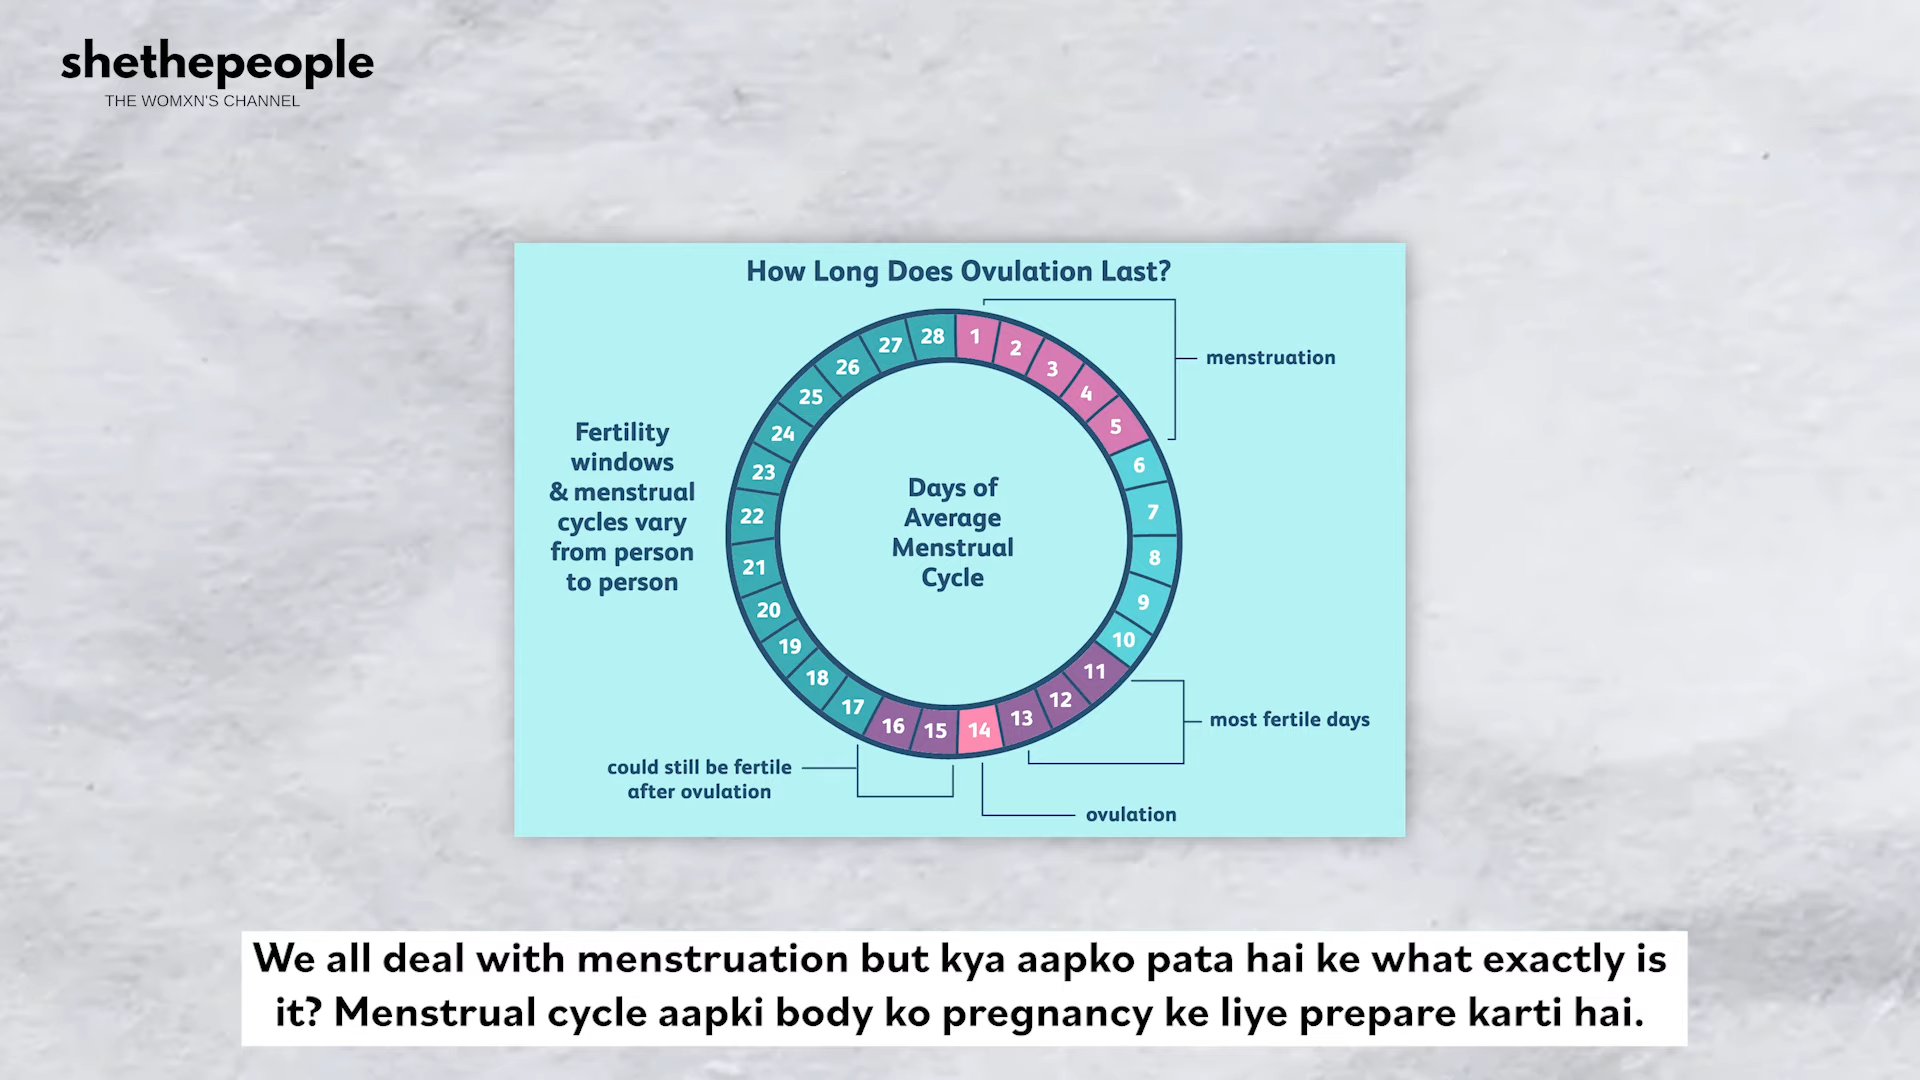 shethepeople
THE WOMXN'S CHANNEL
How Long Does Ovulation Last?
1
2
3
4
5
6
7
8
9
10
11
12
13
14
15
16
17
18
19
20
21
22
23
24
25
26
27
28
menstruation
Fertility
windows
& menstrual
cycles vary
from person
to person
Days of
Average
Menstrual
Cycle
most fertile days
could still be fertile
after ovulation
ovulation
We all deal with menstruation but kya aapko pata hai ke what exactly is
it? Menstrual cycle aapki body ko pregnancy ke liye prepare karti hai.